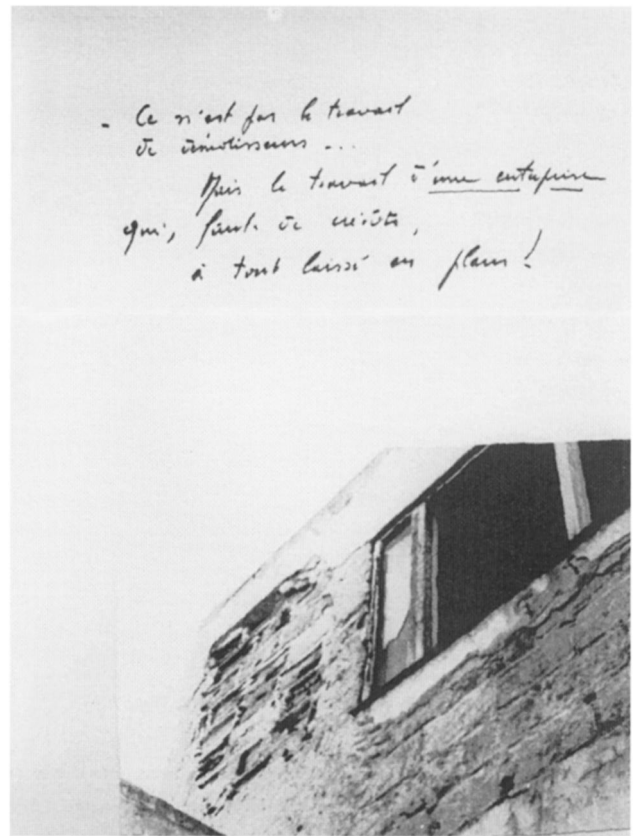 - Ce n'est pas le travail
de démolisseurs ...
Mais le travail d'une entreprise
qui, faute de crédits,
a tout laissé en plan !